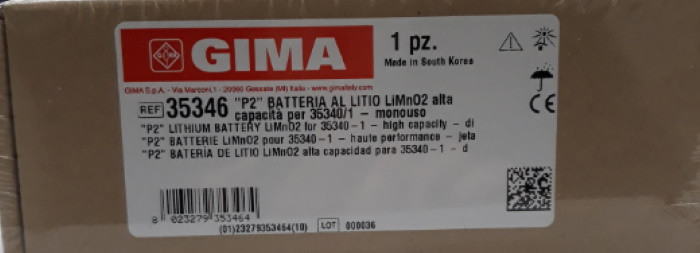 GIMA
1 pz.
Made in South Korea
GIMA S.p.A. - Via Marconi,1 - 20060 Gessate (MI) Italu - www.gimaitaly.com
REF 35346 "P2" BATTERIA AL LITIO LiMnO2 alta
capacità per 35340/1 - monouso
"P2" LITHIUM BATTERY LiMnO2 for 35340-1 - high capacity - di
"P2" BATTERIE LiMnO2 pour 35340-1 - haute performance - jeta
"P2" BATERÍA DE LITIO LiMnO2 alta capacidad para 35340-1 - d
CE
8 023279 353464
(01)23279353464(10) LOT 000036